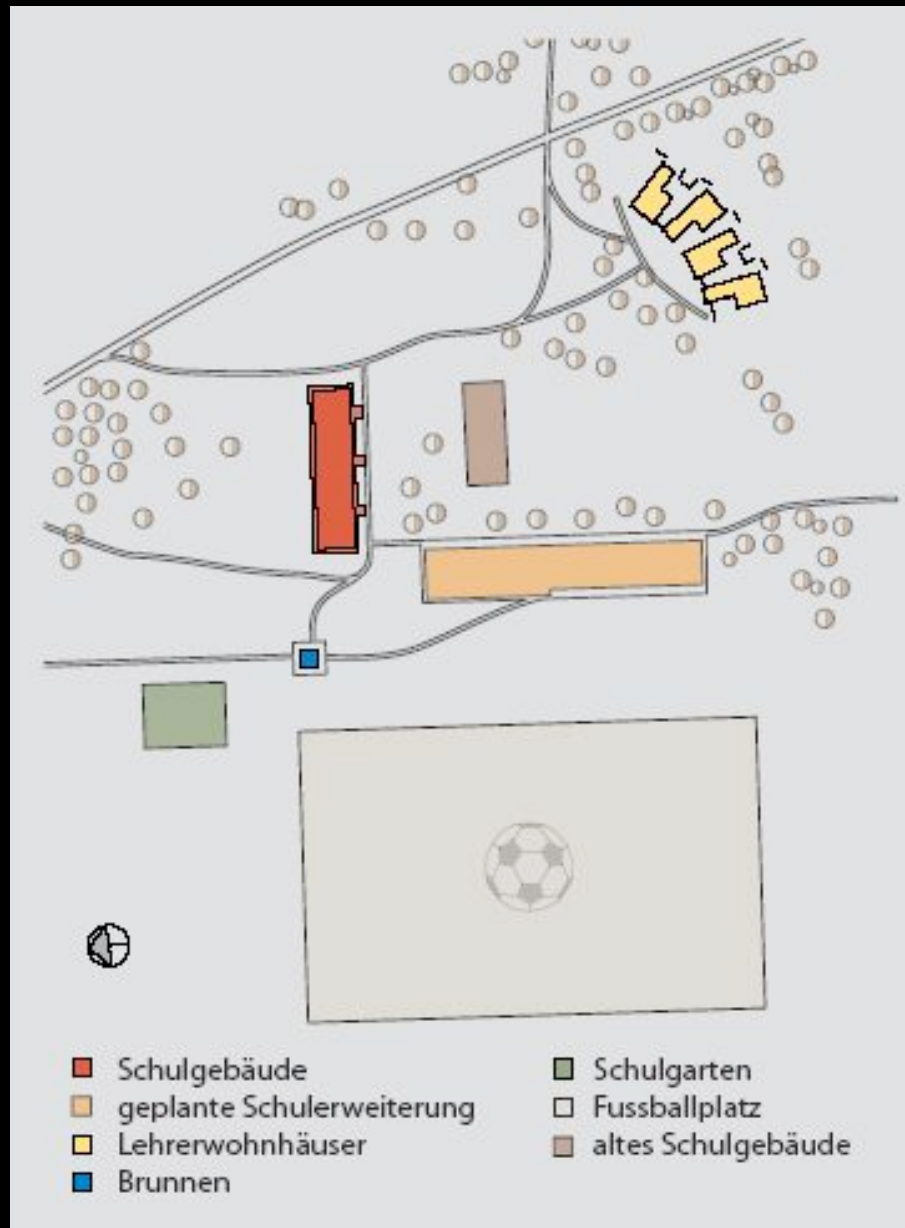 Schulgebäude
geplante Schulerweiterung
Lehrerwohnhäuser
Brunnen
Schulgarten
Fussballplatz
altes Schulgebäude